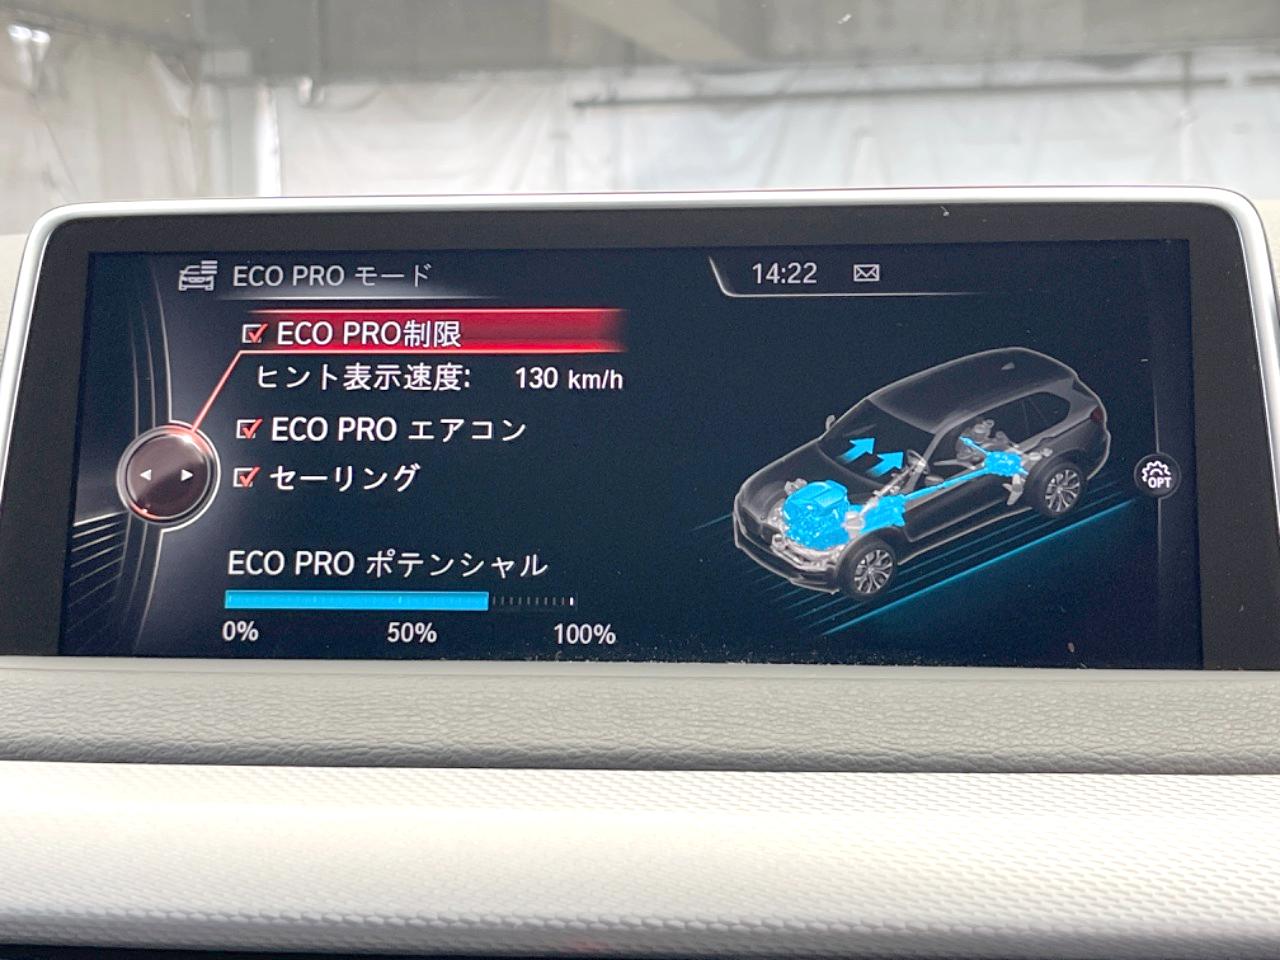 ECO PRO モード
14:22
ECO PRO制限
ヒント表示速度: 130 km/h
ECO PRO エアコン
セーリング
OPT
ECO PRO ポテンシャル
0% 50% 100%